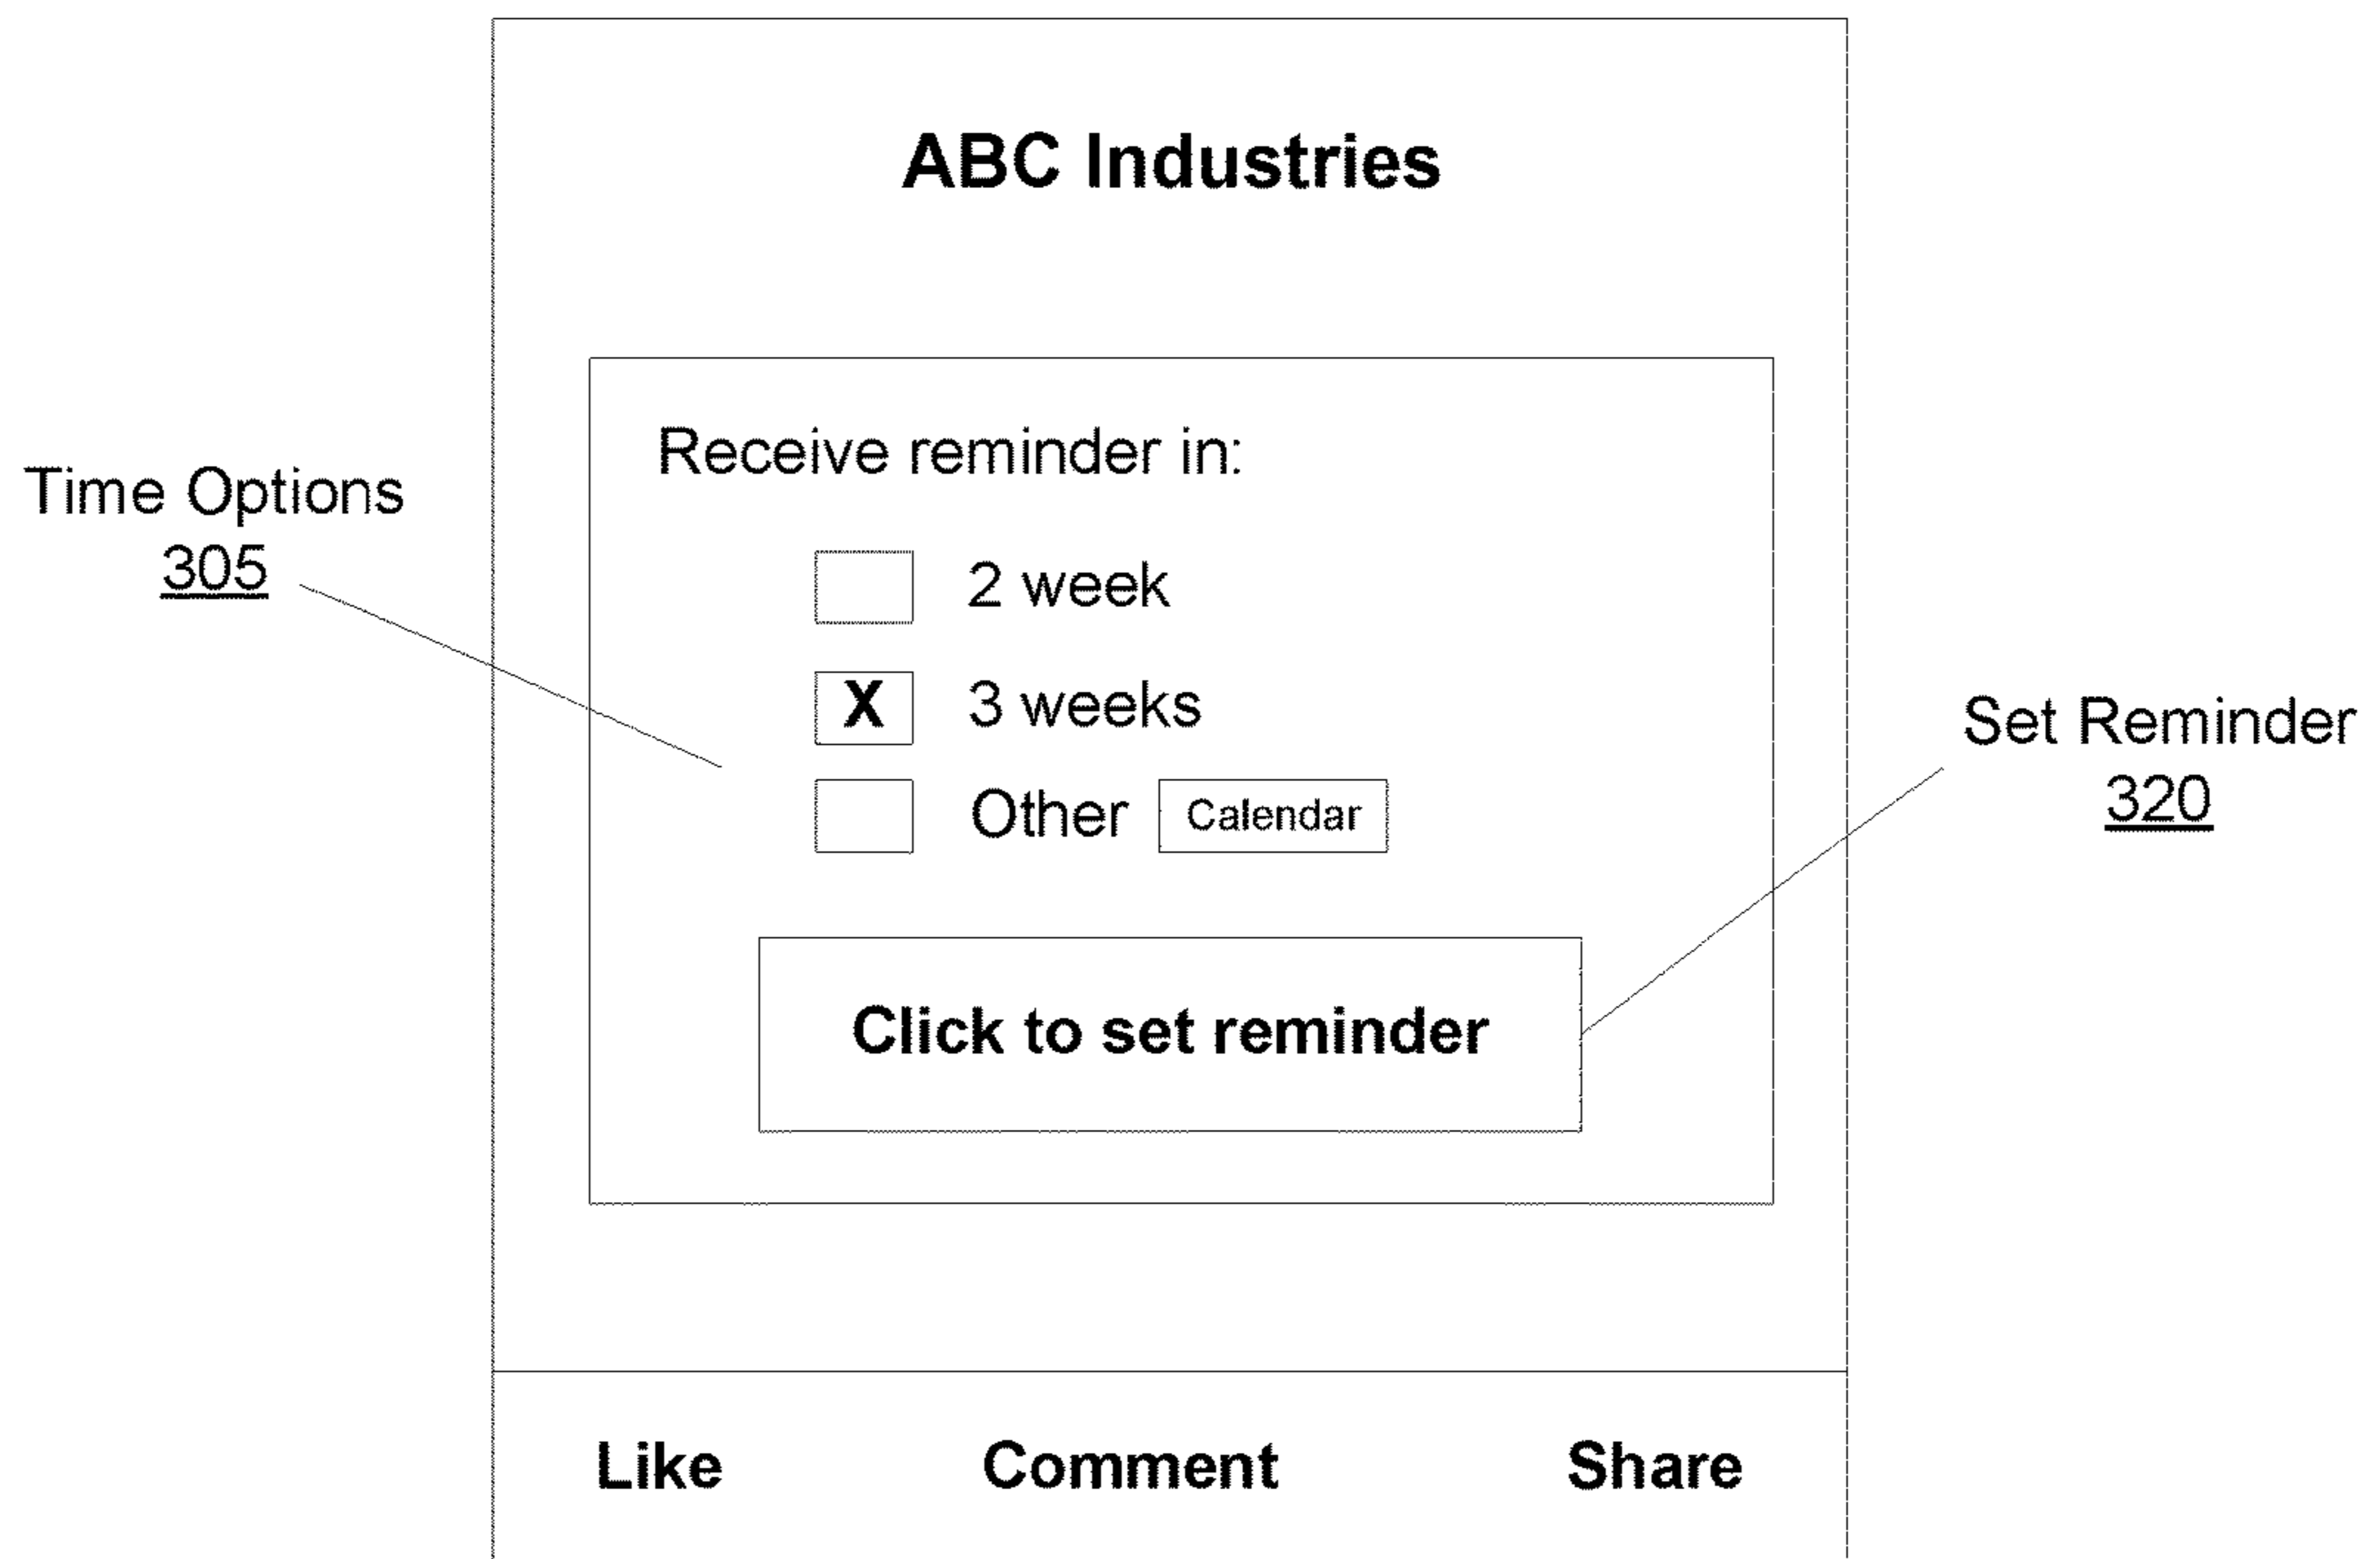 ABC Industries
Receive reminder in:
Time Options
305
2 week
X 3 weeks
Other Calendar
Set Reminder
320
Click to set reminder
Like Comment Share